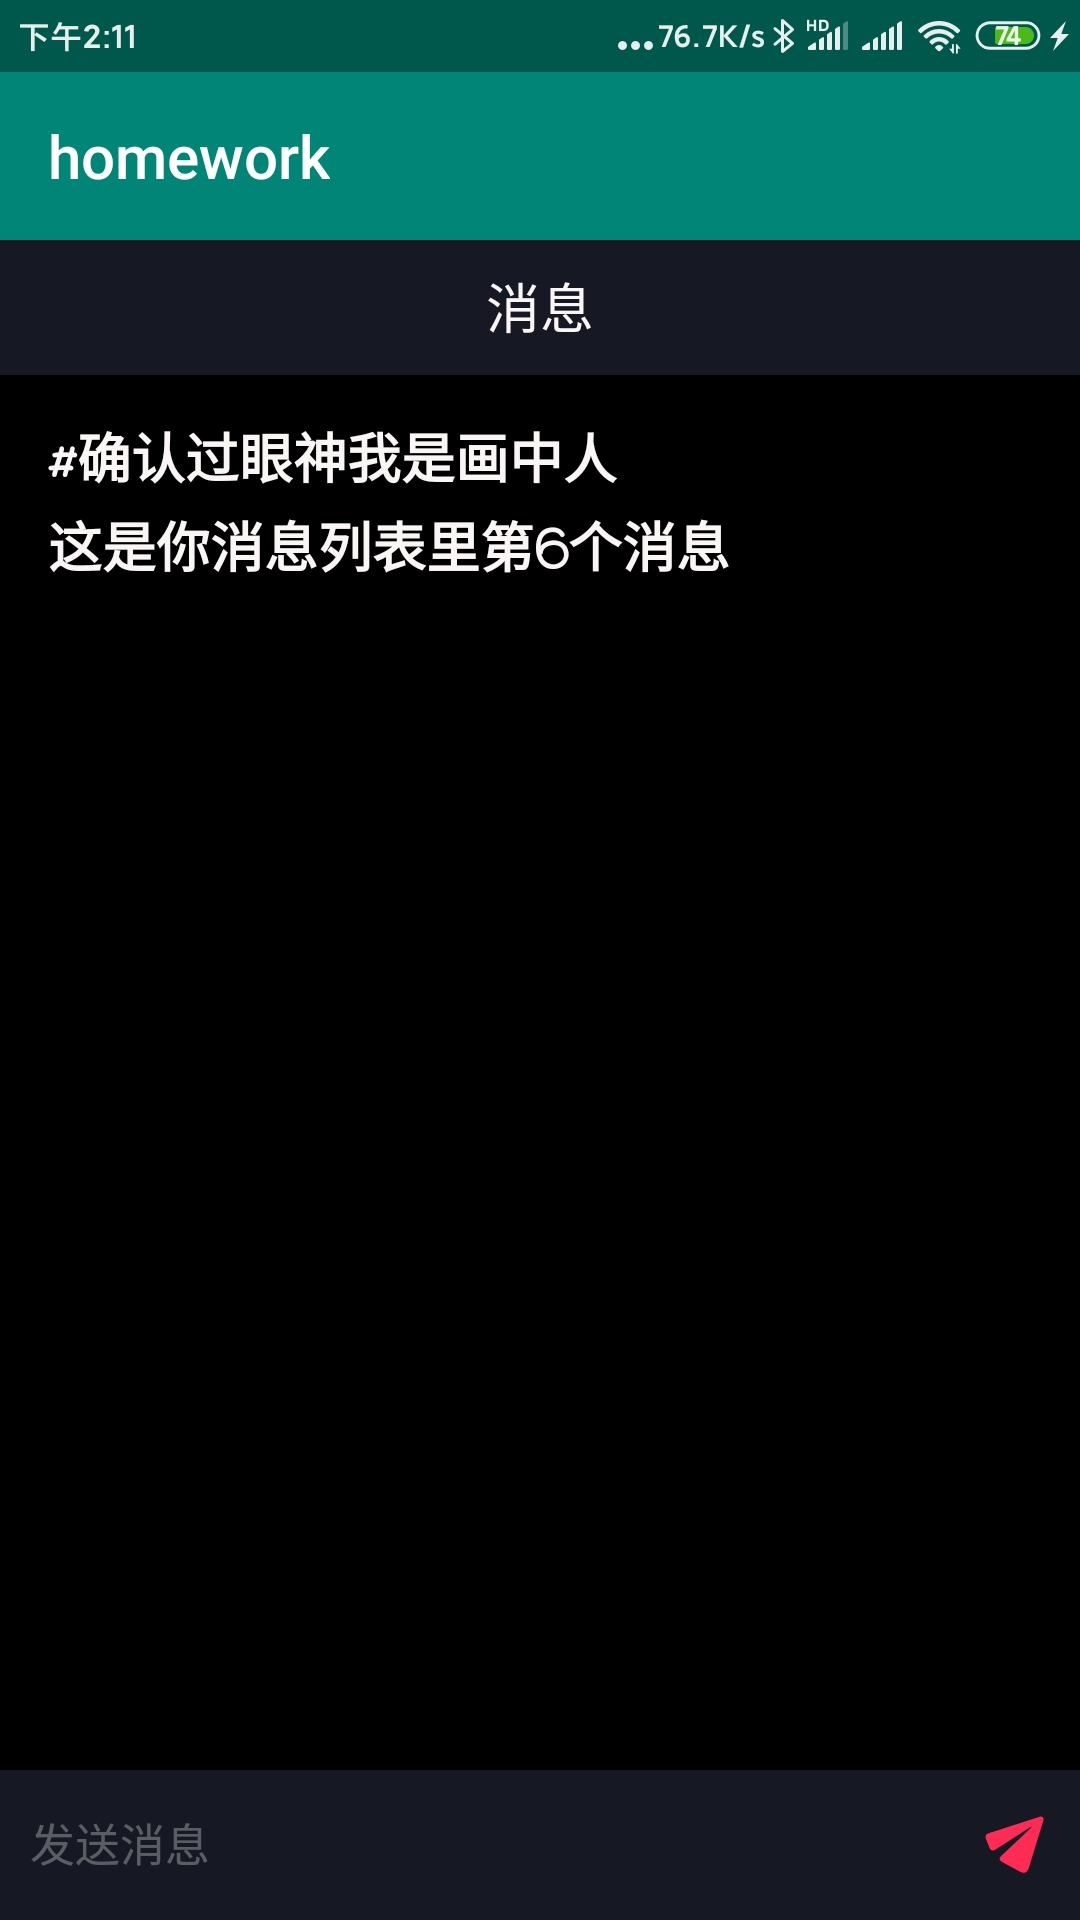 下午2:11
...76.7K/s HD 74
homework
消息
#确认过眼神我是画中人
这是你消息列表里第6个消息
发送消息